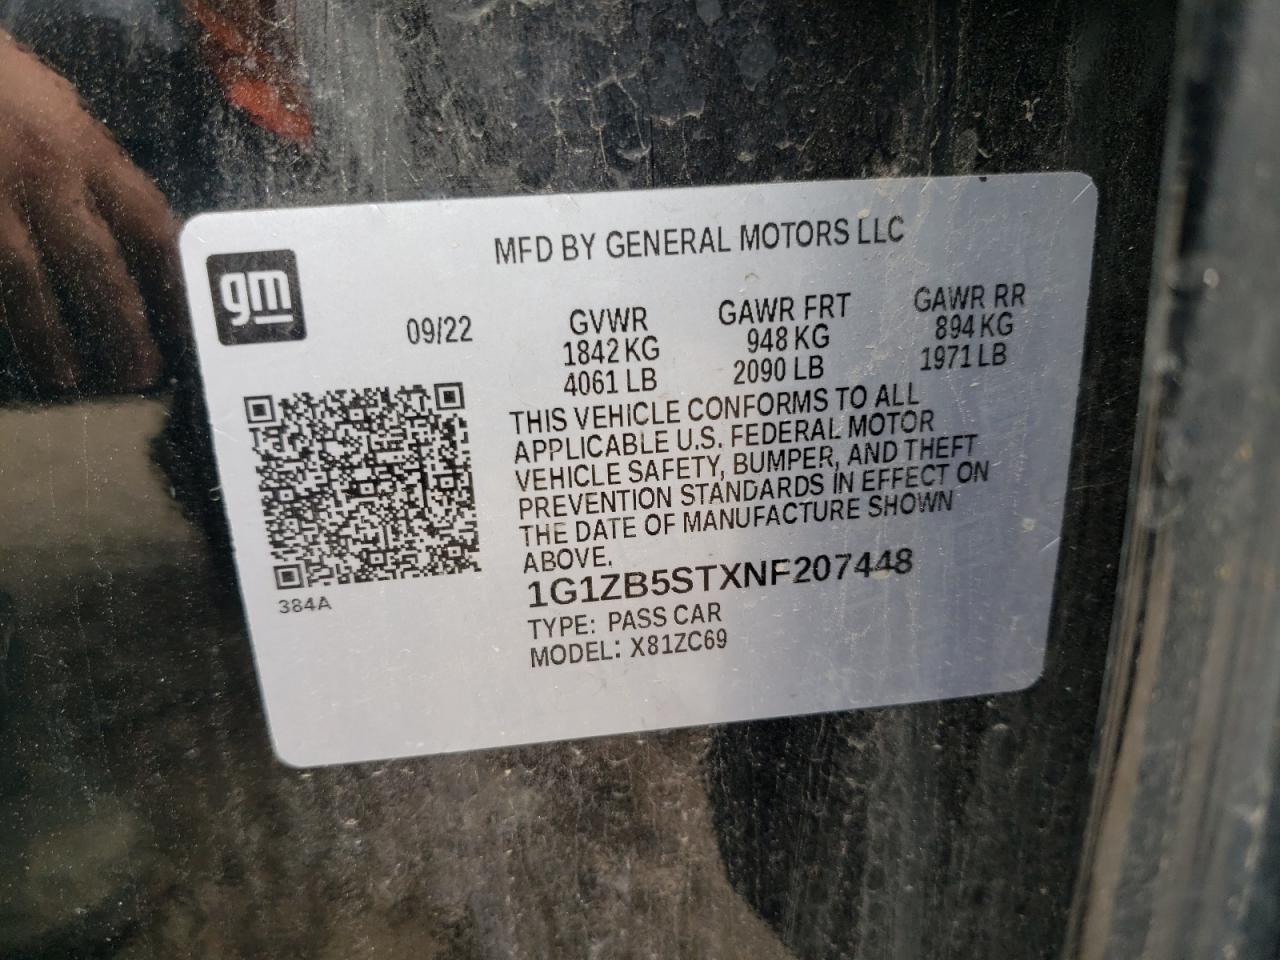 MFD BY GENERAL MOTORS LLC
gm
09/22
GVWR
1842 KG
4061 LB
GAWR FRT
948 KG
2090 LB
GAWR RR
894 KG
1971 LB
THIS VEHICLE CONFORMS TO ALL
APPLICABLE U.S. FEDERAL MOTOR
VEHICLE SAFETY, BUMPER, AND THEFT
PREVENTION STANDARDS IN EFFECT ON
THE DATE OF MANUFACTURE SHOWN
ABOVE.
1G1ZB5STXNF207448
TYPE: PASS CAR
MODEL: X81ZC69
384A